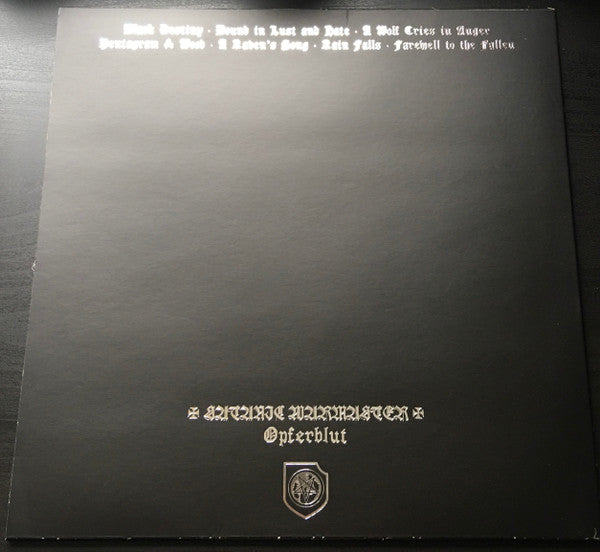 Black Destiny · Bound in Lust and Hate · A Wolf Cries in Anger
Pentagram & Wood · A Raven's Song · Rain Falls · Farewell to the Fallen
✠ SATANIC WARMASTER ✠
Opferblut